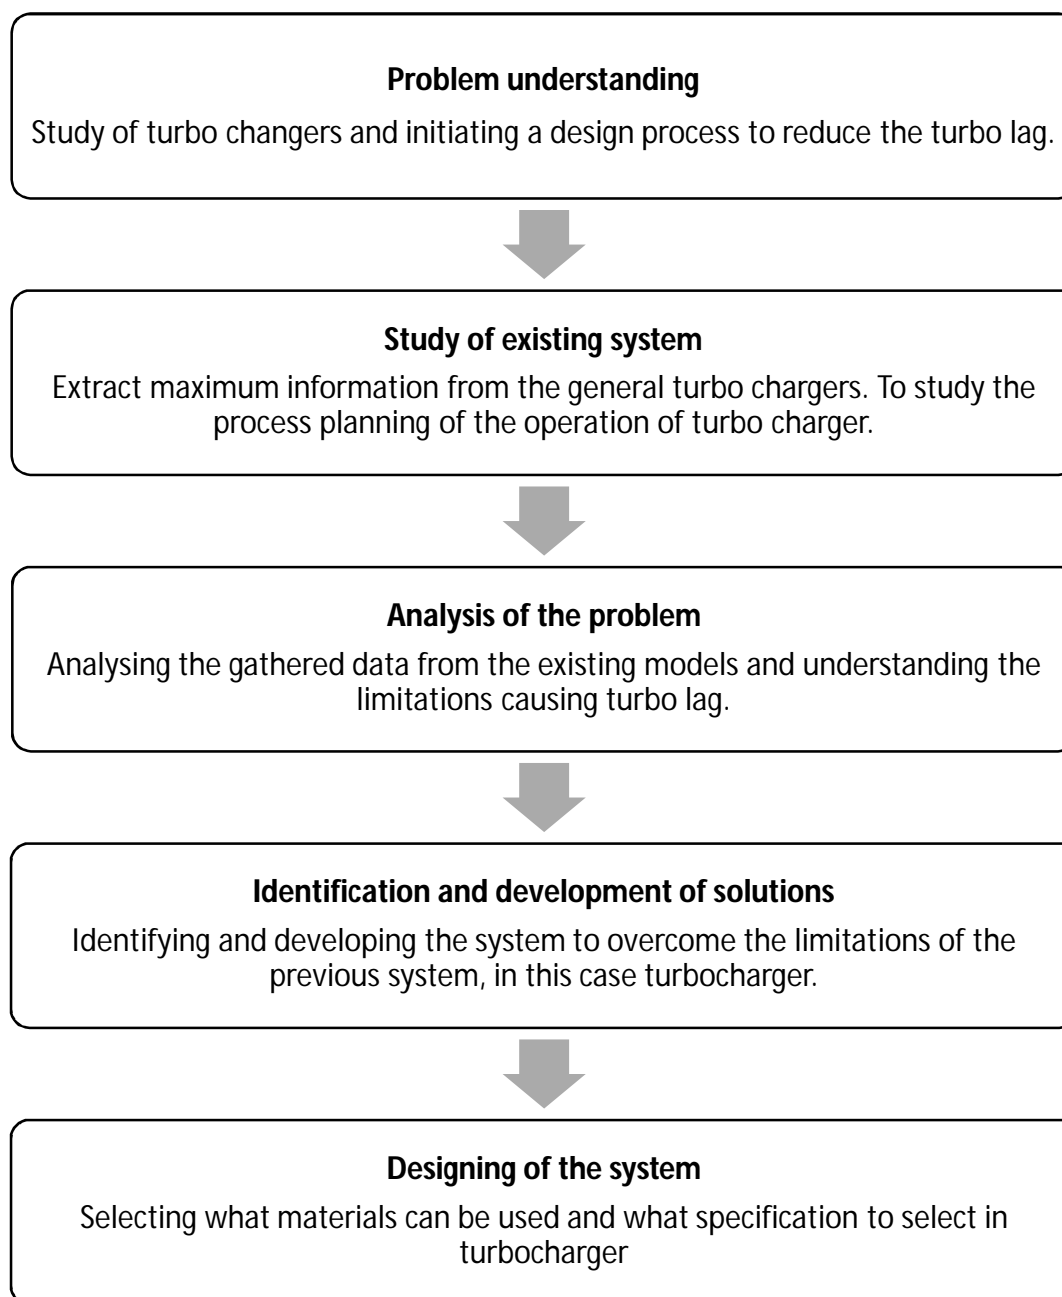 Problem understanding
Study of turbo changers and initiating a design process to reduce the turbo lag.
Study of existing system
Extract maximum information from the general turbo chargers. To study the
process planning of the operation of turbo charger.
Analysis of the problem
Analysing the gathered data from the existing models and understanding the
limitations causing turbo lag.
Identification and development of solutions
Identifying and developing the system to overcome the limitations of the
previous system, in this case turbocharger.
Designing of the system
Selecting what materials can be used and what specification to select in
turbocharger